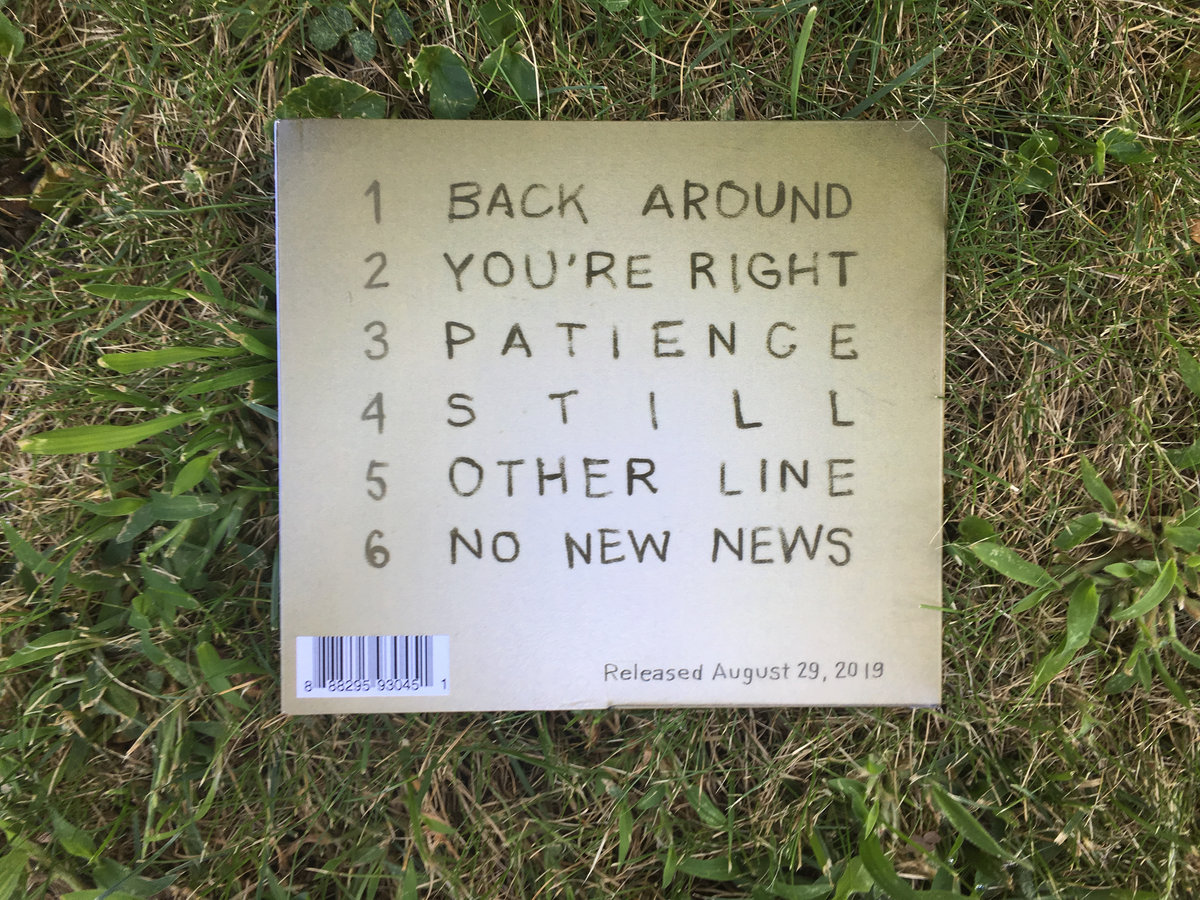 1 BACK AROUND
2 YOU'RE RIGHT
3 PATIENCE
4 STILL
5 OTHER LINE
6 NO NEW NEWS
8 88295 93045 1
Released August 29, 2019